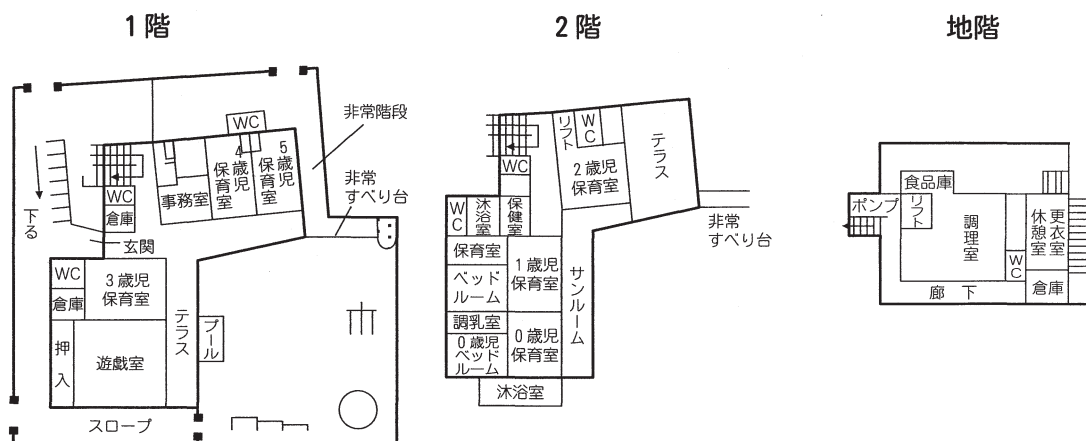 1階
WC
4歳児
保育室
5歳児
保育室
事務室
WC
倉庫
下る
玄関
非常階段
非常
すべり台
WC
倉庫
3歳児
保育室
テラス
プール
押入
遊戯室
スロープ
2階
リフト
WC
2歳児
保育室
テラス
WC
WC
沐浴室
保健室
非常
すべり台
保育室
ベッド
ルーム
1歳児
保育室
サンルーム
調乳室
0歳児
ベッド
ルーム
0歳児
保育室
沐浴室
地階
食品庫
ポンプ
リフト
調理室
WC
更衣室
休憩室
倉庫
廊下